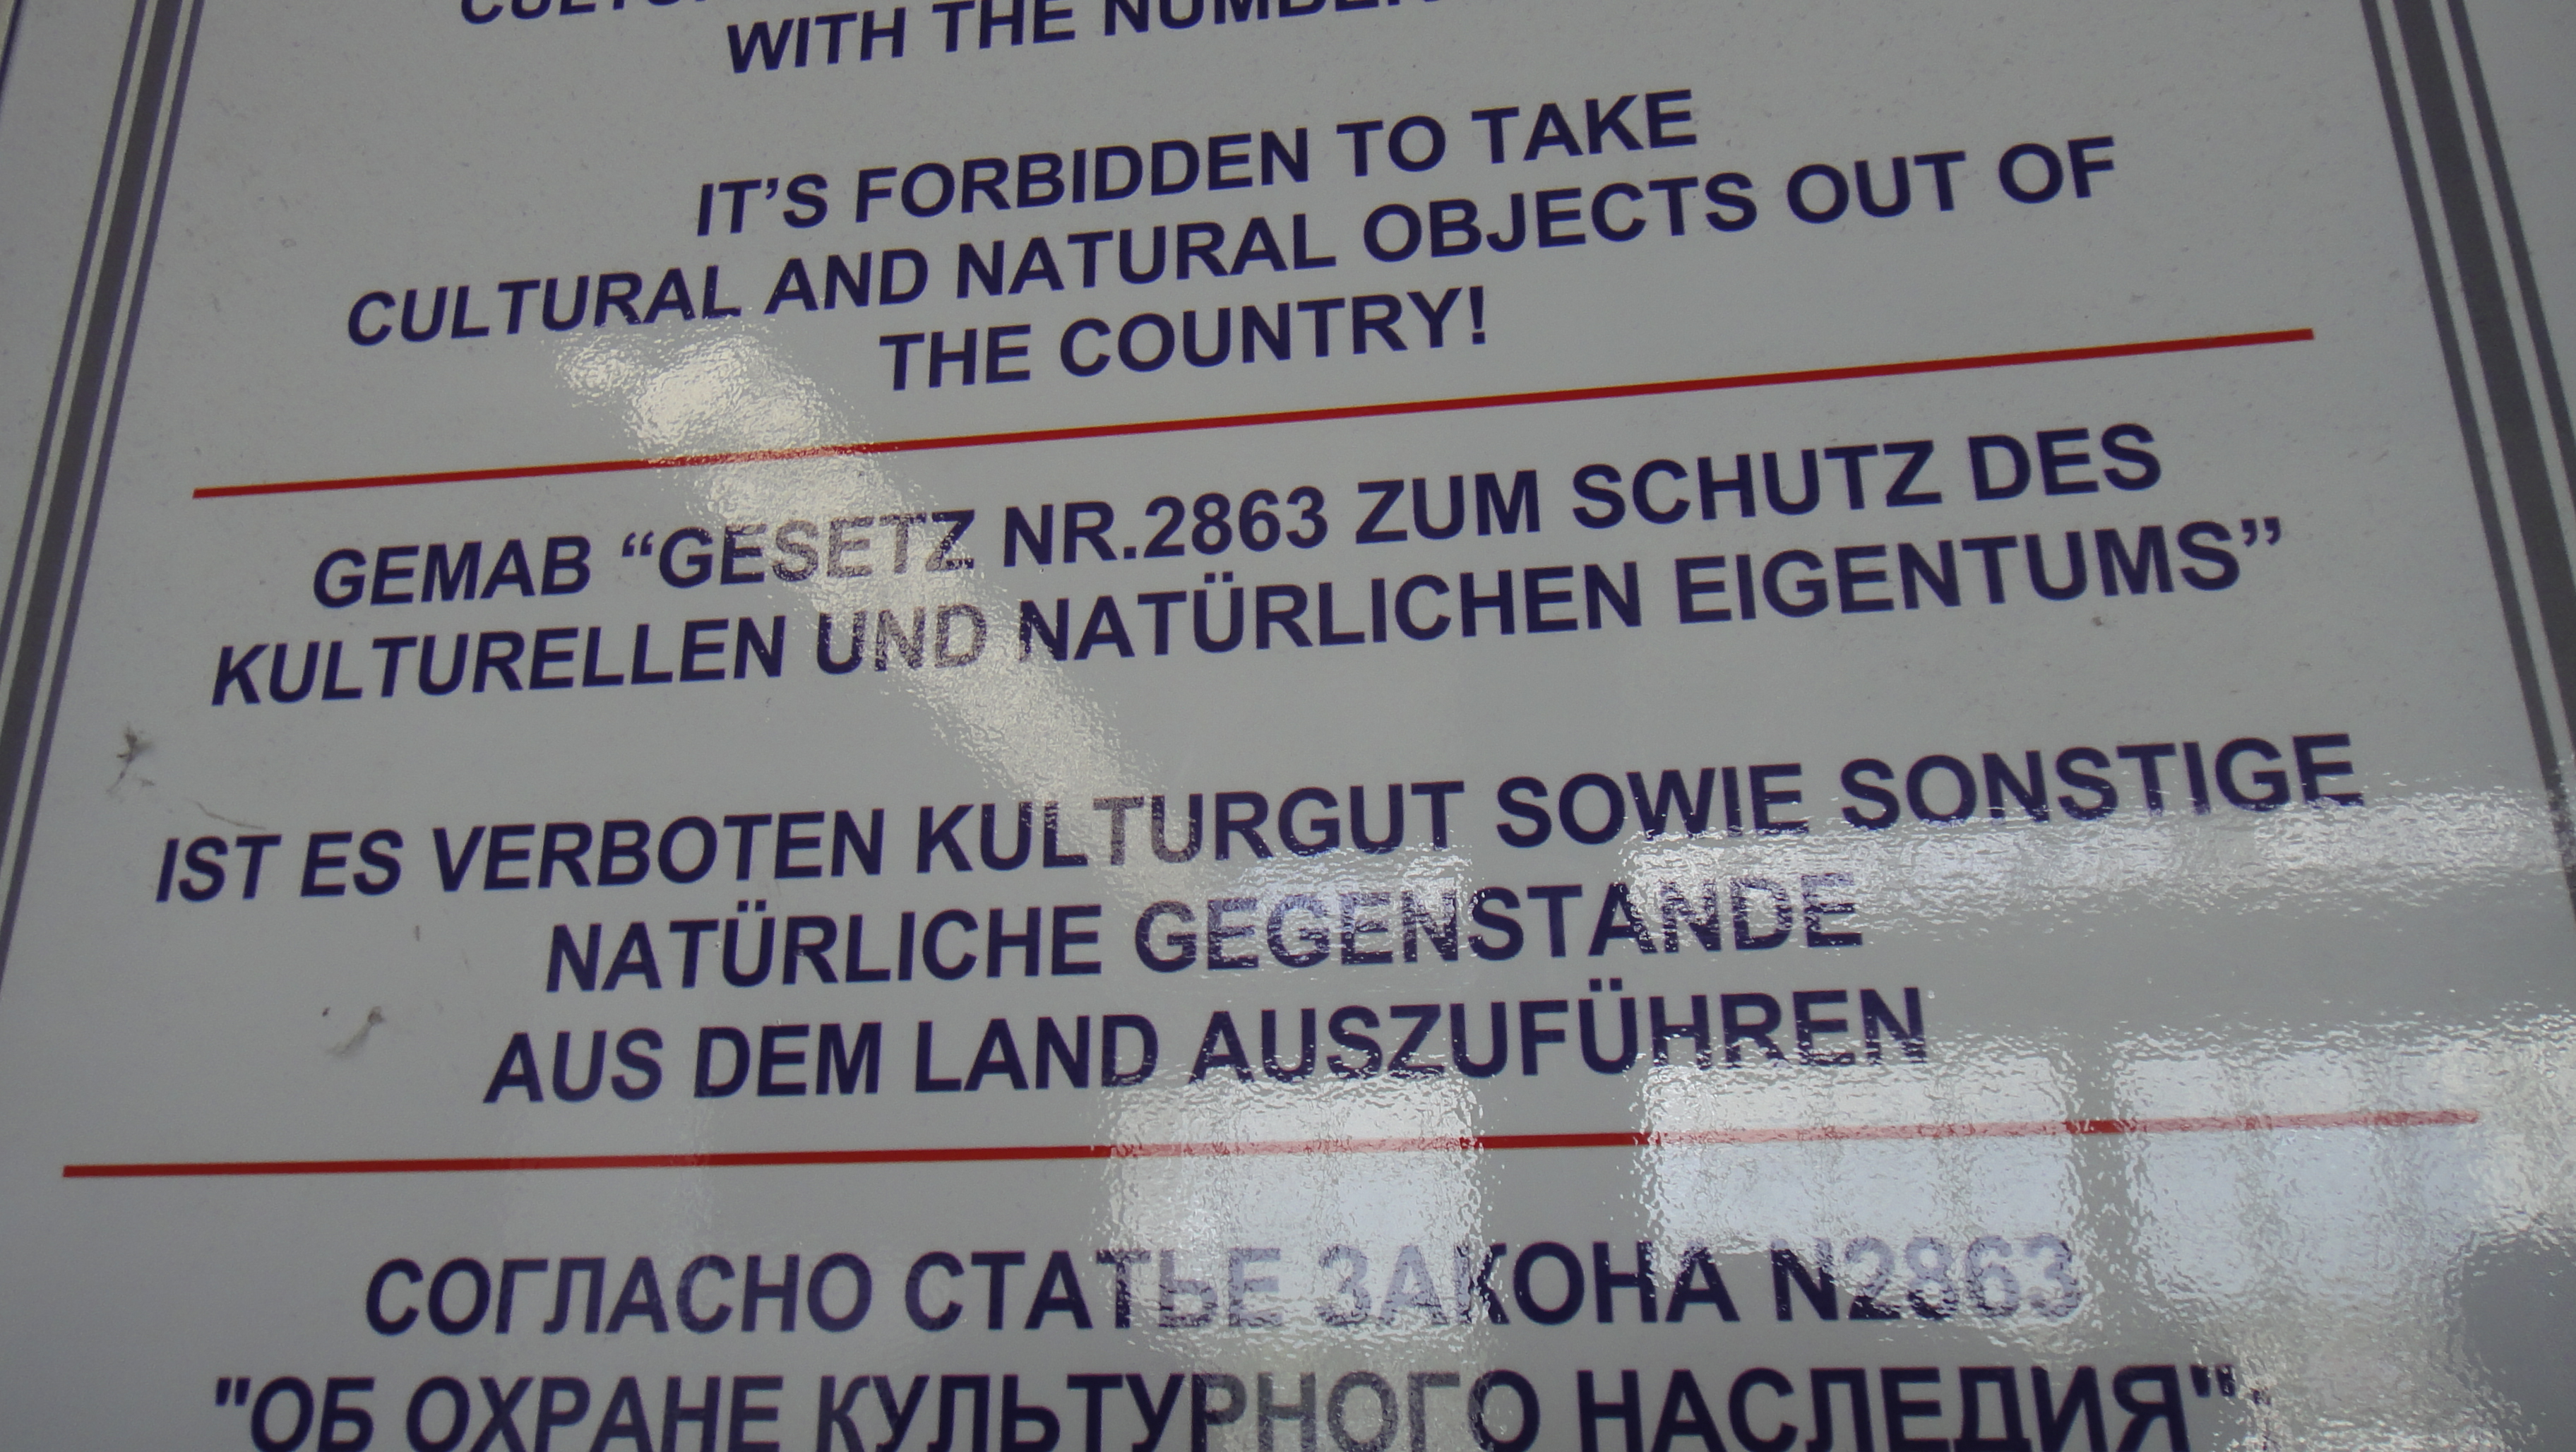 WITH THE NUMBER
IT’S FORBIDDEN TO TAKE
CULTURAL AND NATURAL OBJECTS OUT OF
THE COUNTRY!
GEMAB “GESETZ NR.2863 ZUM SCHUTZ DES
KULTURELLEN UND NATÜRLICHEN EIGENTUMS”
IST ES VERBOTEN KULTURGUT SOWIE SONSTIGE
NATÜRLICHE GEGENSTANDE
AUS DEM LAND AUSZUFÜHREN
СОГЛАСНО СТАТЬЕ ЗАКОНА N2863
"ОБ ОХРАНЕ КУЛЬТУРНОГО НАСЛЕДИЯ"